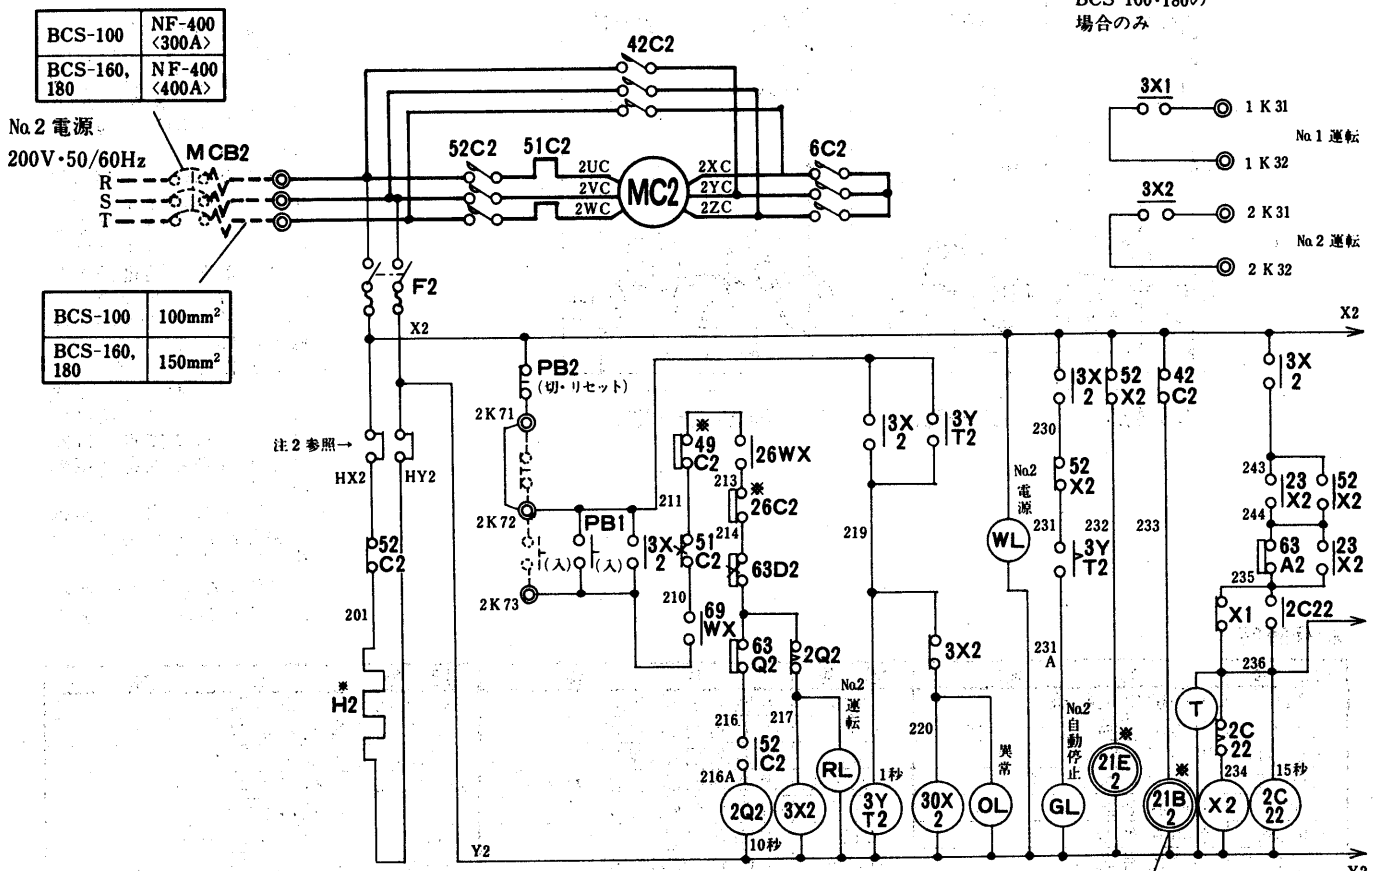 BCS-100・180の
場合のみ
BCS-100
NF-400
<300A>
BCS-160,
180
NF-400
<400A>
No.2 電源
200V・50/60Hz
MCB2
R
S
T
42C2
52C2
51C2
2UC
2VC
2WC
MC2
2XC
2YC
2ZC
6C2
3X1
1 K 31
No.1 運転
1 K 32
3X2
2 K 31
No.2 運転
2 K 32
F2
BCS-100
100mm²
BCS-160,
180
150mm²
X2
X2
PB2
(切・リセット)
2K71
注2参照→
HX2
HY2
2K72
(入)
PB1
(入)
3X
2
2K73
52
C2
201
※
H2
※
49
C2
211
51
C2
210
69
WX
26WX
213
※
26C2
214
63D2
63
Q2
2Q2
216
217
52
C2
216A
2Q2
10秒
3X2
No.2
運転
RL
3X
2
3Y
T2
219
1秒
3Y
T2
3X2
220
30X
2
異常
OL
No.2
電源
WL
3X
2
230
52
X2
231
3Y
T2
231
A
No.2
自動停止
GL
52
X2
232
※
21E
2
42
C2
233
※
21B
2
3X
2
243
23
X2
52
X2
244
63
A2
23
X2
235
X1
2C22
236
T
2C
22
234
X2
15秒
2C
22
Y2
Y2